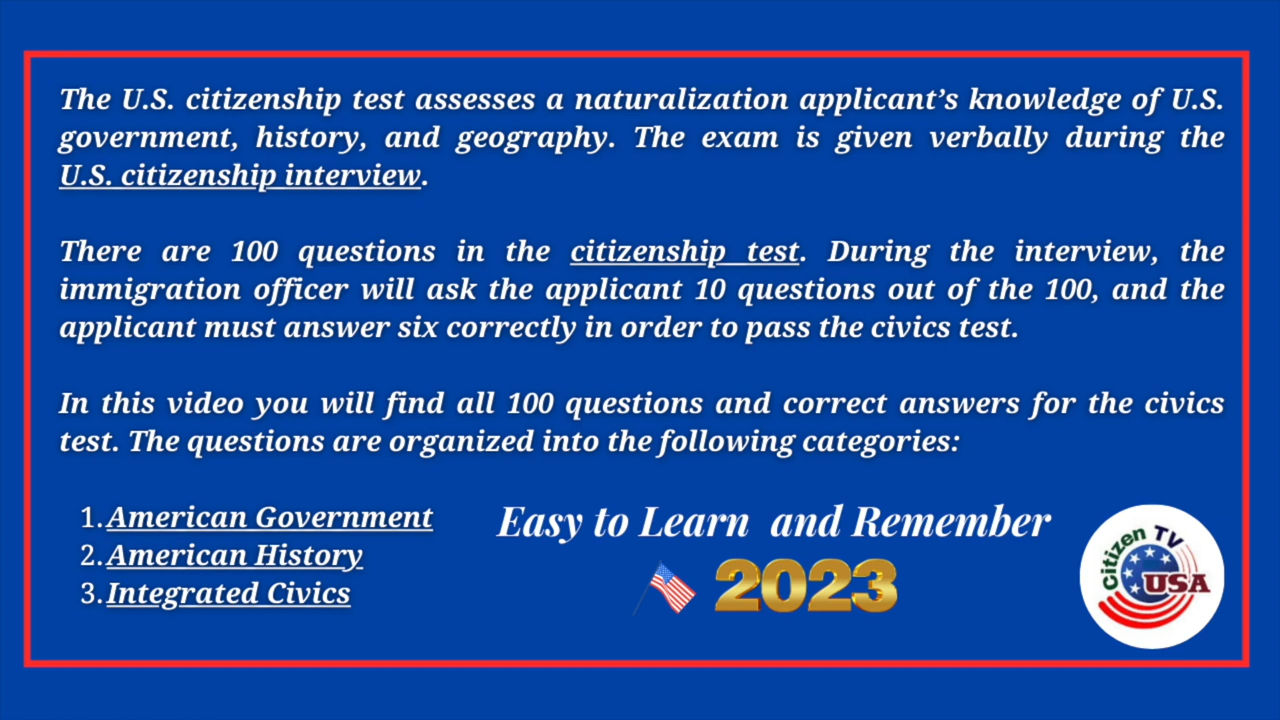 The U.S. citizenship test assesses a naturalization applicant’s knowledge of U.S.
government, history, and geography. The exam is given verbally during the
U.S. citizenship interview.
There are 100 questions in the citizenship test. During the interview, the
immigration officer will ask the applicant 10 questions out of the 100, and the
applicant must answer six correctly in order to pass the civics test.
In this video you will find all 100 questions and correct answers for the civics
test. The questions are organized into the following categories:
1. American Government
2. American History
3. Integrated Civics
Easy to Learn and Remember
2023
Citizen TV
USA